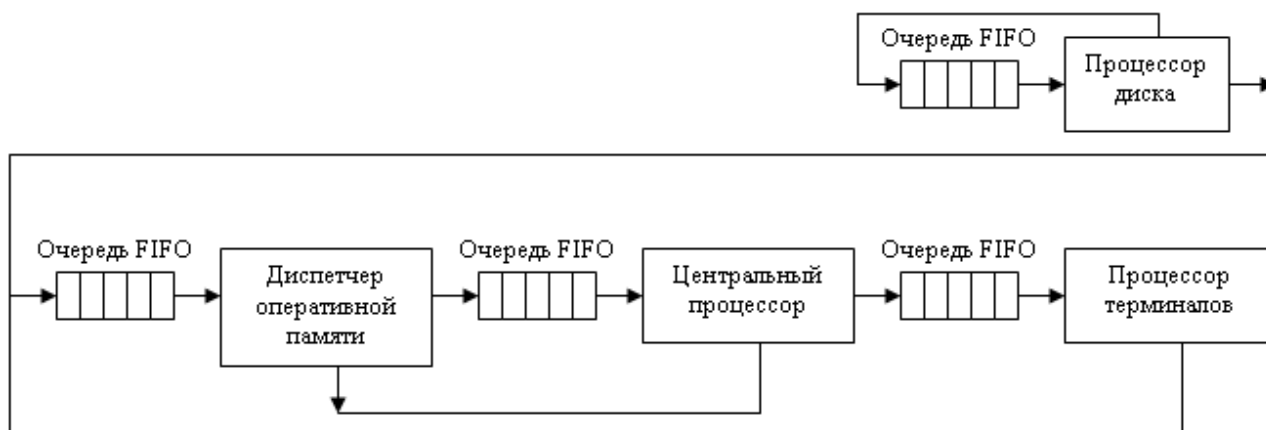 Очередь FIFO
Процессор
диска
Очередь FIFO
Диспетчер
оперативной
памяти
Очередь FIFO
Центральный
процессор
Очередь FIFO
Процессор
терминалов